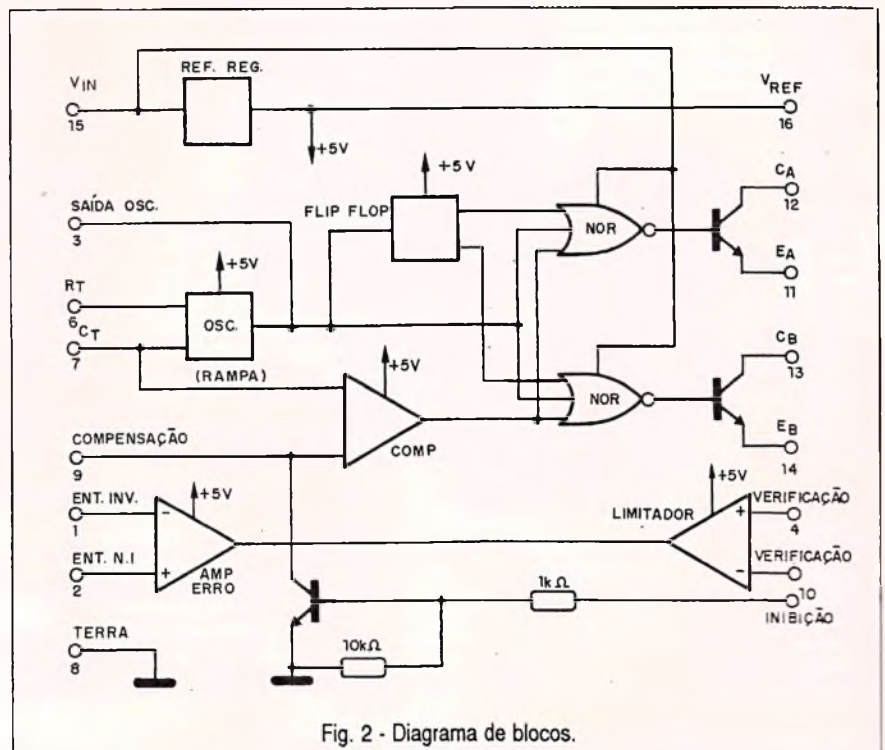 REF. REG.
VIN
15
VREF
16
+5V
+5V
CA
12
SAÍDA OSC.
3
FLIP FLOP
NOR
EA
11
+5V
RT
6
OSC.
CT
7
(RAMPA)
+5V
CB
13
NOR
COMPENSAÇÃO
9
COMP
EB
14
ENT. INV.
1
+5V
-
LIMITADOR
+5V
+
VERIFICAÇÃO
4
ENT. N.I
2
+
AMP
ERRO
-
VERIFICAÇÃO
1kΩ
10
INIBIÇÃO
TERRA
8
10kΩ
Fig. 2 - Diagrama de blocos.